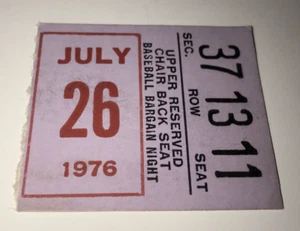 JULY
26
1976
SEC. ROW SEAT
37 13 11
UPPER RESERVED
CHAIR BACK SEAT
BASEBALL BARGAIN NIGHT